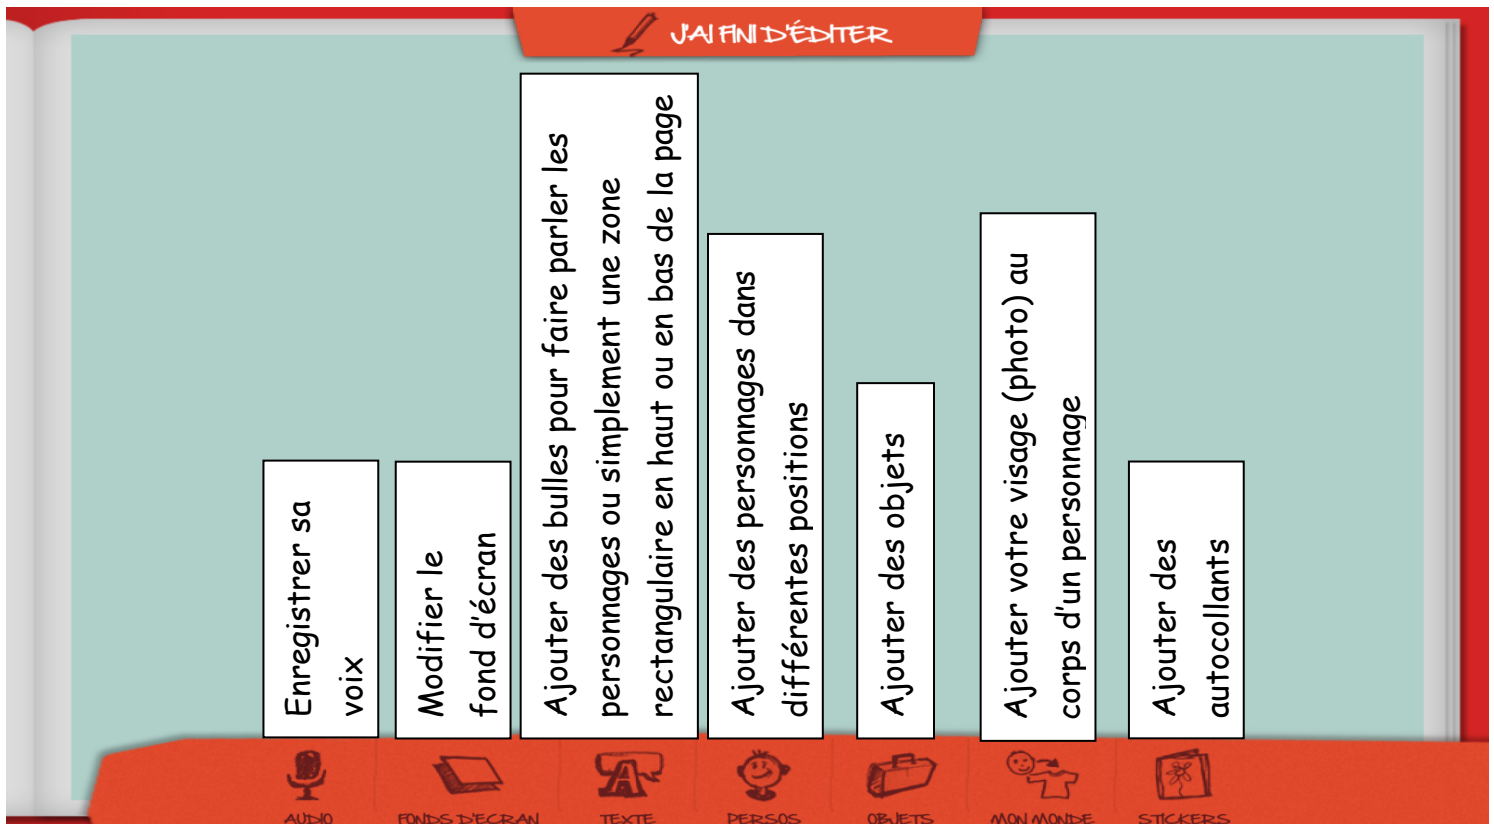 J'AI FINI D'ÉDITER
Enregistrer sa
voix
Modifier le
fond d'écran
Ajouter des bulles pour faire parler les
personnages ou simplement une zone
rectangulaire en haut ou en bas de la page
Ajouter des personnages dans
différentes positions
Ajouter des objets
Ajouter votre visage (photo) au
corps d'un personnage
Ajouter des
autocollants
AUDIO
FONDS D'ECRAN
TEXTE
PERSOS
OBJETS
MON MONDE
STICKERS